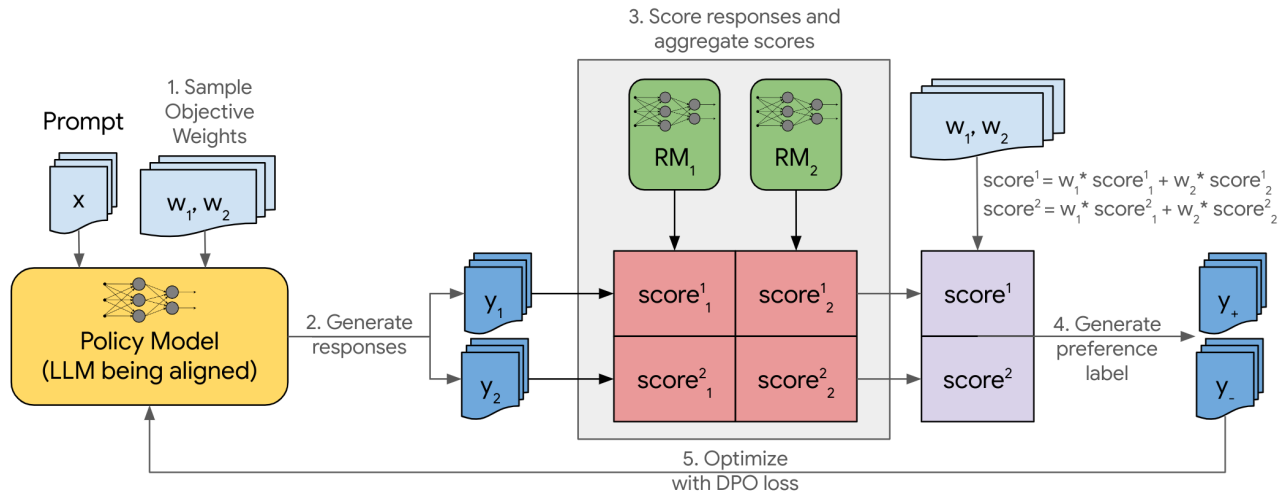 3. Score responses and
aggregate scores
1. Sample
Objective
Weights
Prompt
x
w₁, w₂
RM₁
RM₂
w₁, w₂
score¹ = w₁* score¹₁ + w₂* score¹₂
score² = w₁* score²₁ + w₂* score²₂
Policy Model
(LLM being aligned)
2. Generate
responses
y₁
y₂
score¹₁
score¹₂
score²₁
score²₂
score¹
score²
4. Generate
preference
label
y₊
y₋
5. Optimize
with DPO loss